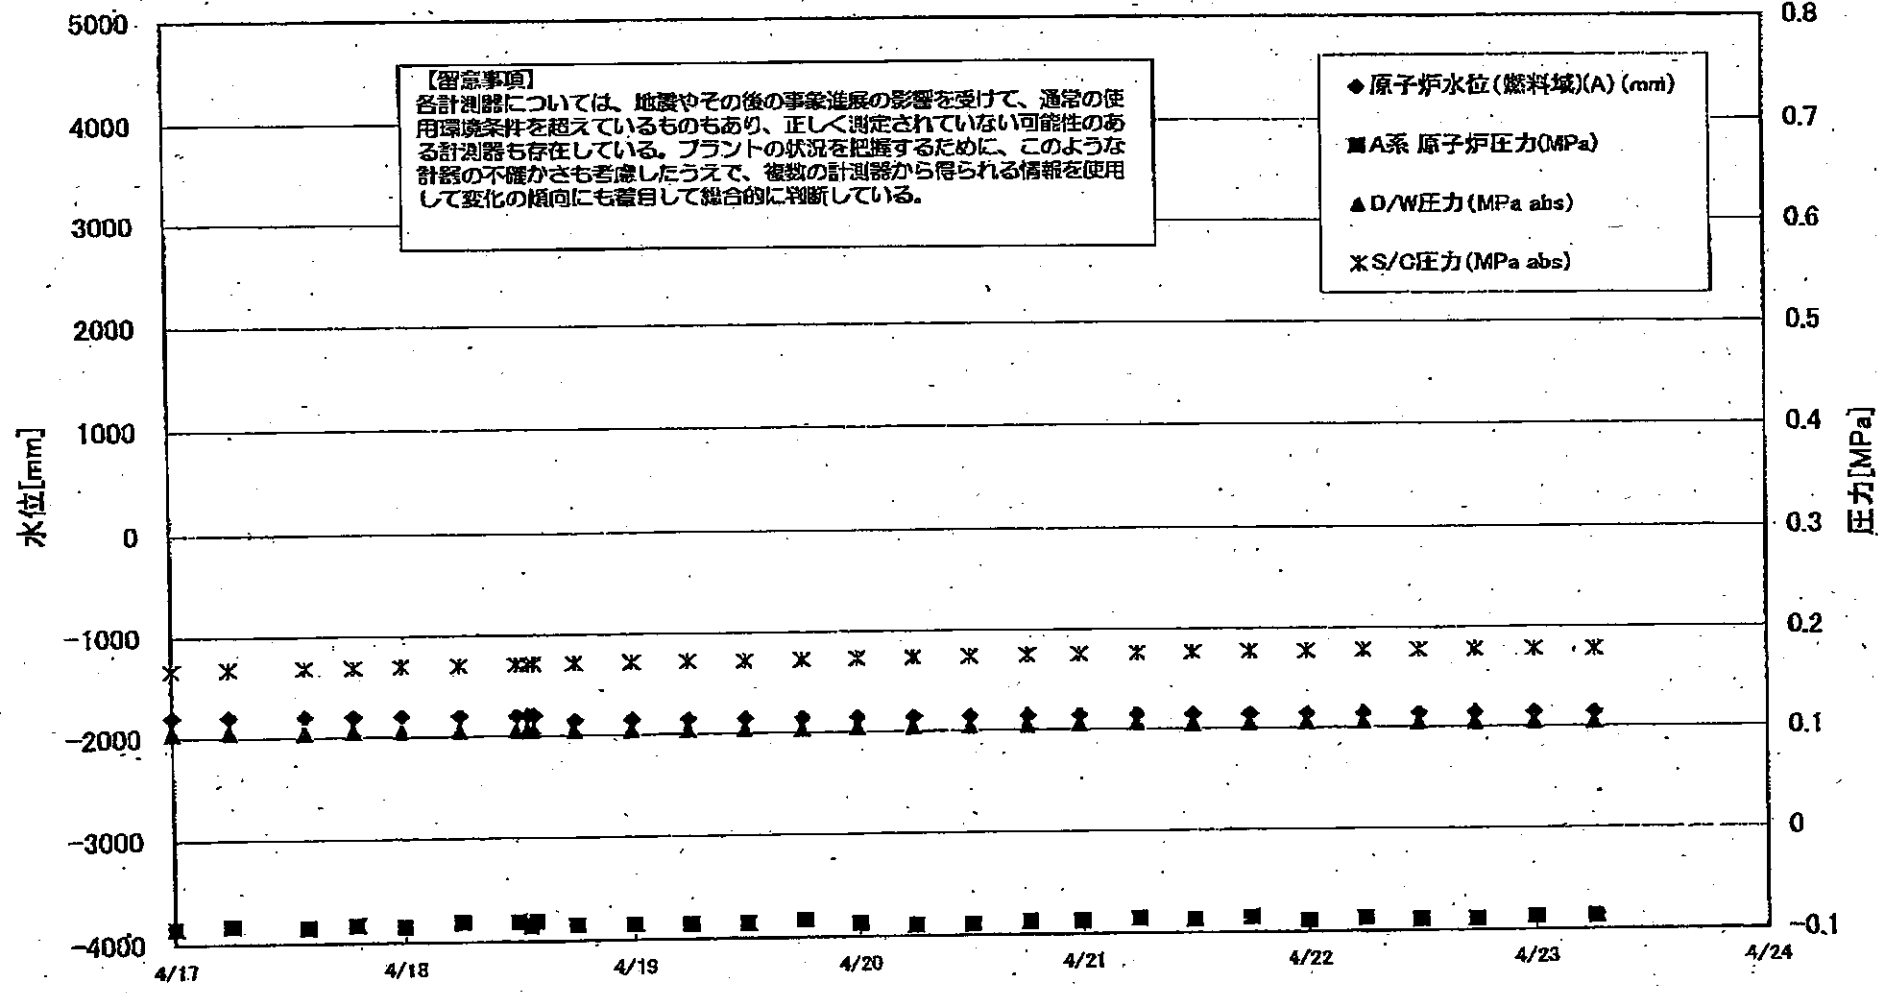 5000
4000
3000
2000
1000
0
-1000
-2000
-3000
-4000
水位[mm]
【留意事項】
各計測器については、地震やその後の事象進展の影響を受けて、通常の使
用環境条件を超えているものもあり、正しく測定されていない可能性のあ
る計測器も存在している。プラントの状況を把握するために、このような
計器の不確かさも考慮したうえで、複数の計測器から得られる情報を使用
して変化の傾向にも着目して総合的に判断している。
◆原子炉水位(燃料域)(A)(mm)
■A系 原子炉圧力(MPa)
▲D/W圧力(MPa abs)
S/C圧力(MPa abs)
0.8
0.7
0.6
0.5
0.4
0.3
0.2
0.1
0
-0.1
圧力[MPa]
4/17 4/18 4/19 4/20 4/21 4/22 4/23 4/24